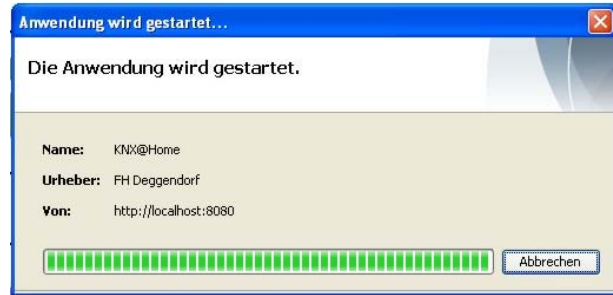 Anwendung wird gestartet...
Die Anwendung wird gestartet.
Name: KNX@Home
Urheber: FH Deggendorf
Von: http://localhost:8080
Abbrechen